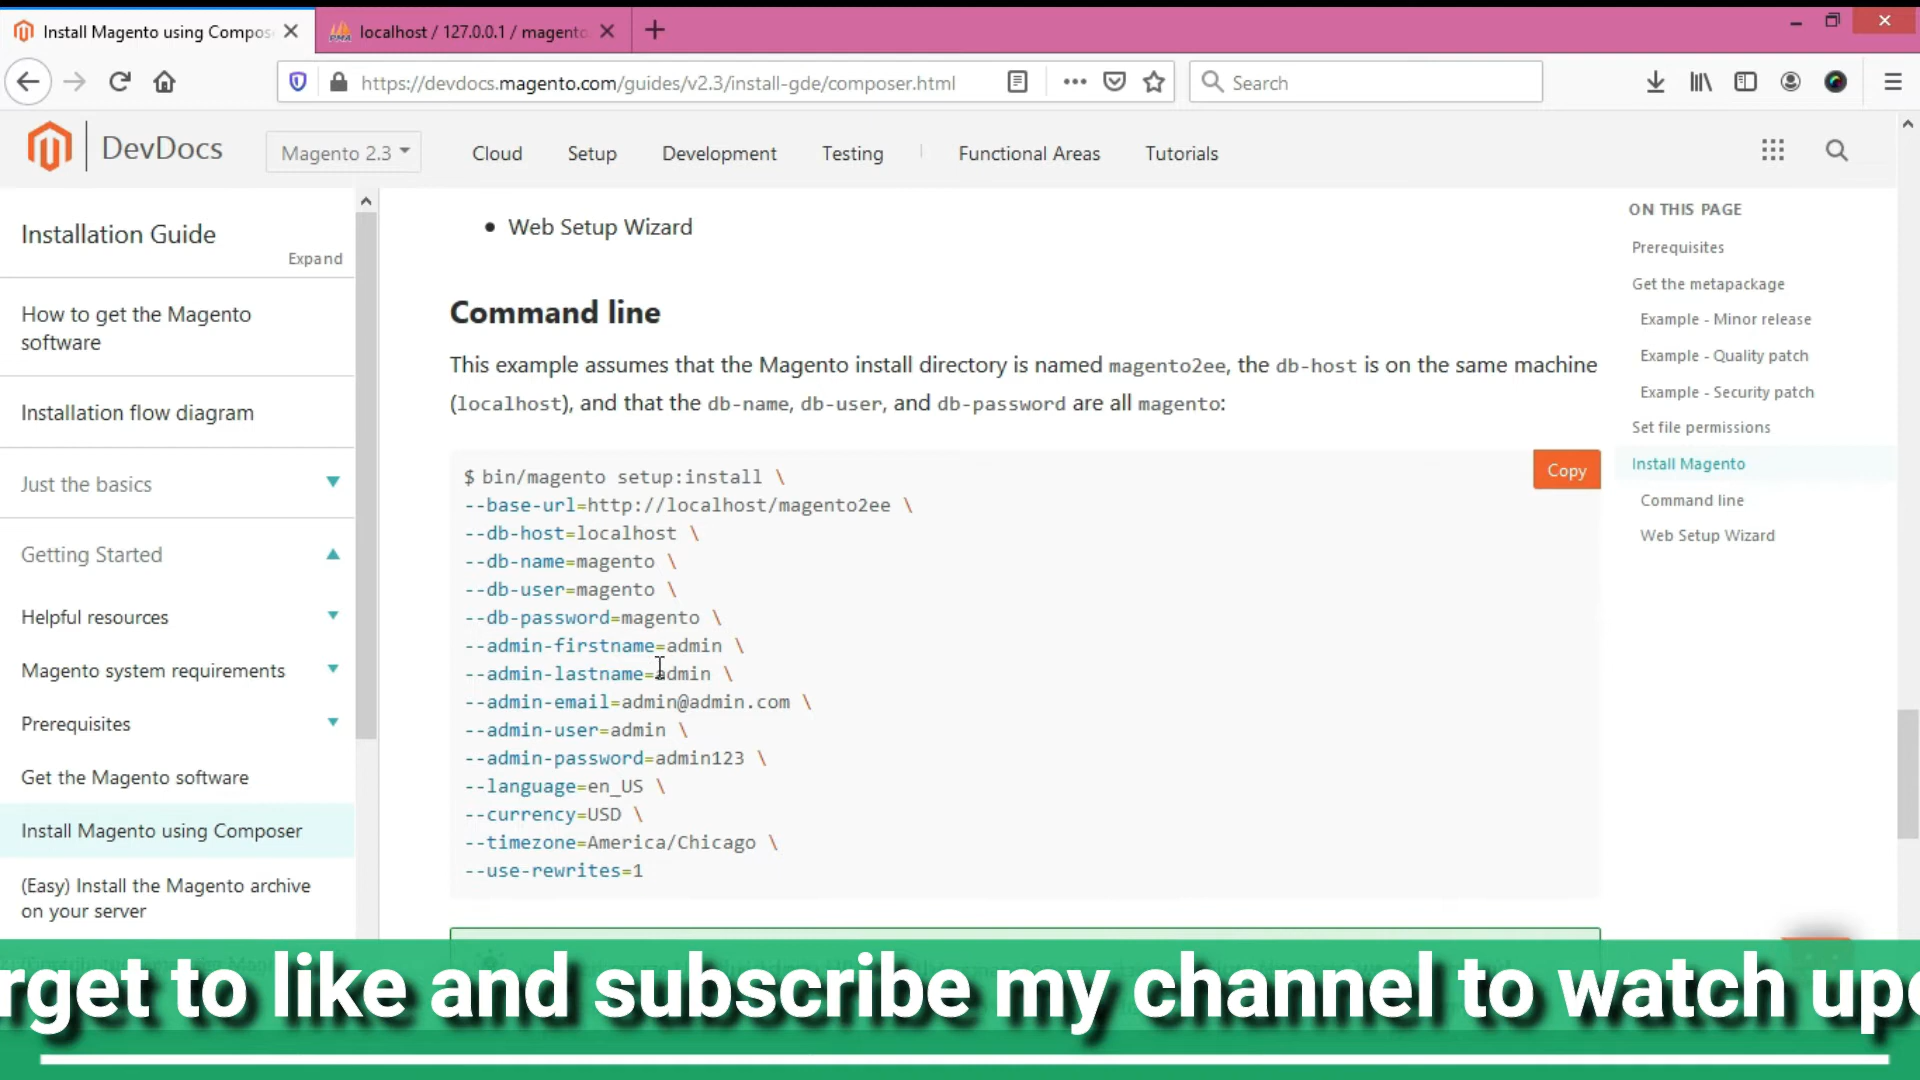 Install Magento using Compos
localhost / 127.0.0.1 / magento
https://devdocs.magento.com/guides/v2.3/install-gde/composer.html
Search
DevDocs
Magento 2.3
Cloud
Setup
Development
Testing
Functional Areas
Tutorials
Installation Guide
Expand
How to get the Magento
software
Installation flow diagram
Just the basics
Getting Started
Helpful resources
Magento system requirements
Prerequisites
Get the Magento software
Install Magento using Composer
(Easy) Install the Magento archive
on your server
• Web Setup Wizard
Command line
This example assumes that the Magento install directory is named magento2ee, the db-host is on the same machine
(localhost), and that the db-name, db-user, and db-password are all magento:
Copy
$ bin/magento setup:install \
--base-url=http://localhost/magento2ee \
--db-host=localhost \
--db-name=magento \
--db-user=magento \
--db-password=magento \
--admin-firstname=admin \
--admin-lastname=admin \
--admin-email=admin@admin.com \
--admin-user=admin \
--admin-password=admin123 \
--language=en_US \
--currency=USD \
--timezone=America/Chicago \
--use-rewrites=1
ON THIS PAGE
Prerequisites
Get the metapackage
Example - Minor release
Example - Quality patch
Example - Security patch
Set file permissions
Install Magento
Command line
Web Setup Wizard
rget to like and subscribe my channel to watch upd